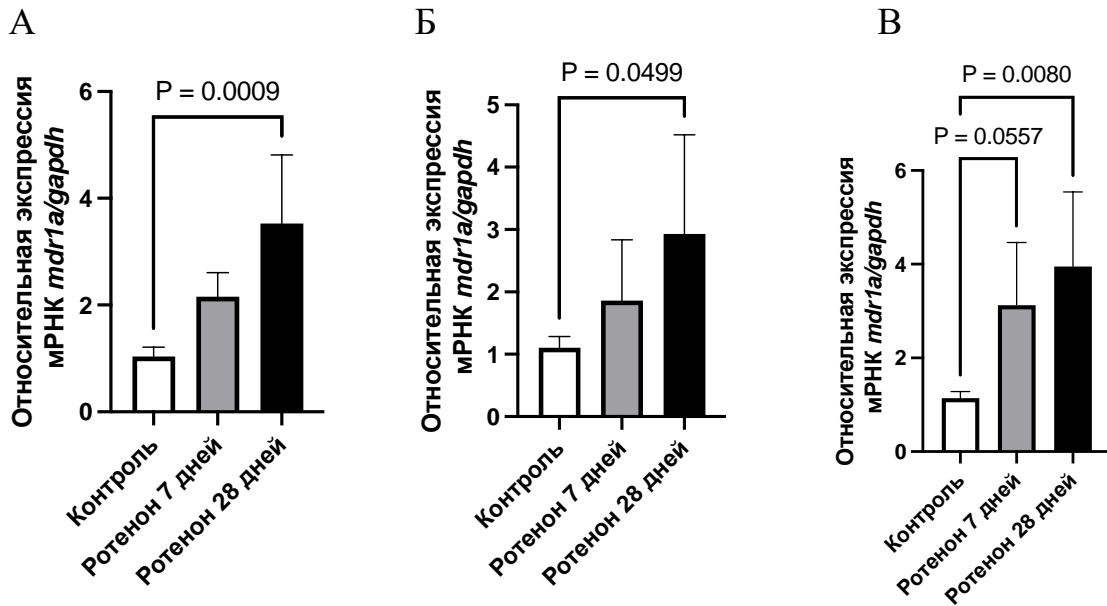 А
Относительная экспрессия
мРНК mdr1a/gapdh
6
4
2
0
P = 0.0009
Контроль
Ротенон 7 дней
Ротенон 28 дней
Б
Относительная экспрессия
мРНК mdr1a/gapdh
5
4
3
2
1
0
P = 0.0499
Контроль
Ротенон 7 дней
Ротенон 28 дней
В
Относительная экспрессия
мРНК mdr1a/gapdh
6
4
2
0
P = 0.0080
P = 0.0557
Контроль
Ротенон 7 дней
Ротенон 28 дней